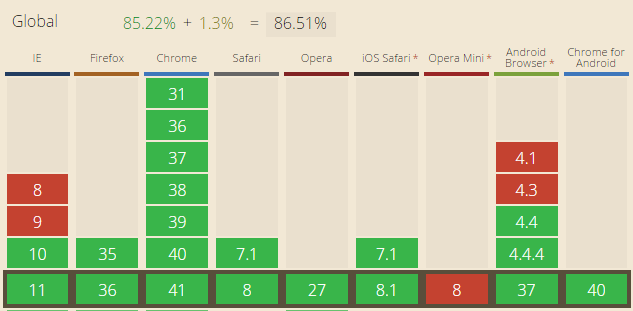 Global 85.22% + 1.3% = 86.51%
IE Firefox Chrome Safari Opera iOS Safari * Opera Mini * Android Browser * Chrome for Android
31
36
37 4.1
8 38 4.3
9 39 4.4
10 35 40 7.1 7.1 4.4.4
11 36 41 8 27 8.1 8 37 40